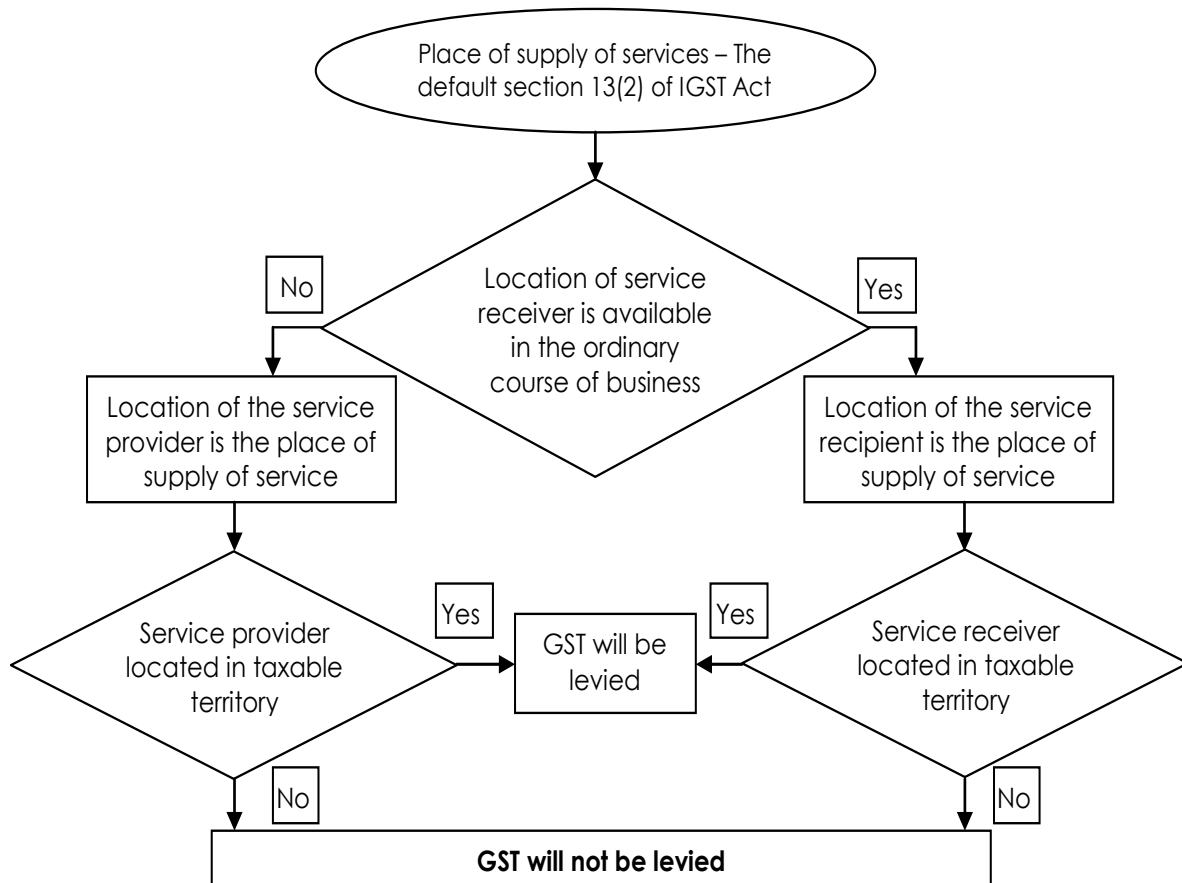 Place of supply of services – The
default section 13(2) of IGST Act
No
Location of service
receiver is available
in the ordinary
course of business
Yes
Location of the service
provider is the place of
supply of service
Location of the service
recipient is the place of
supply of service
Service provider
located in taxable
territory
Yes
GST will be
levied
Yes
Service receiver
located in taxable
territory
No
No
GST will not be levied